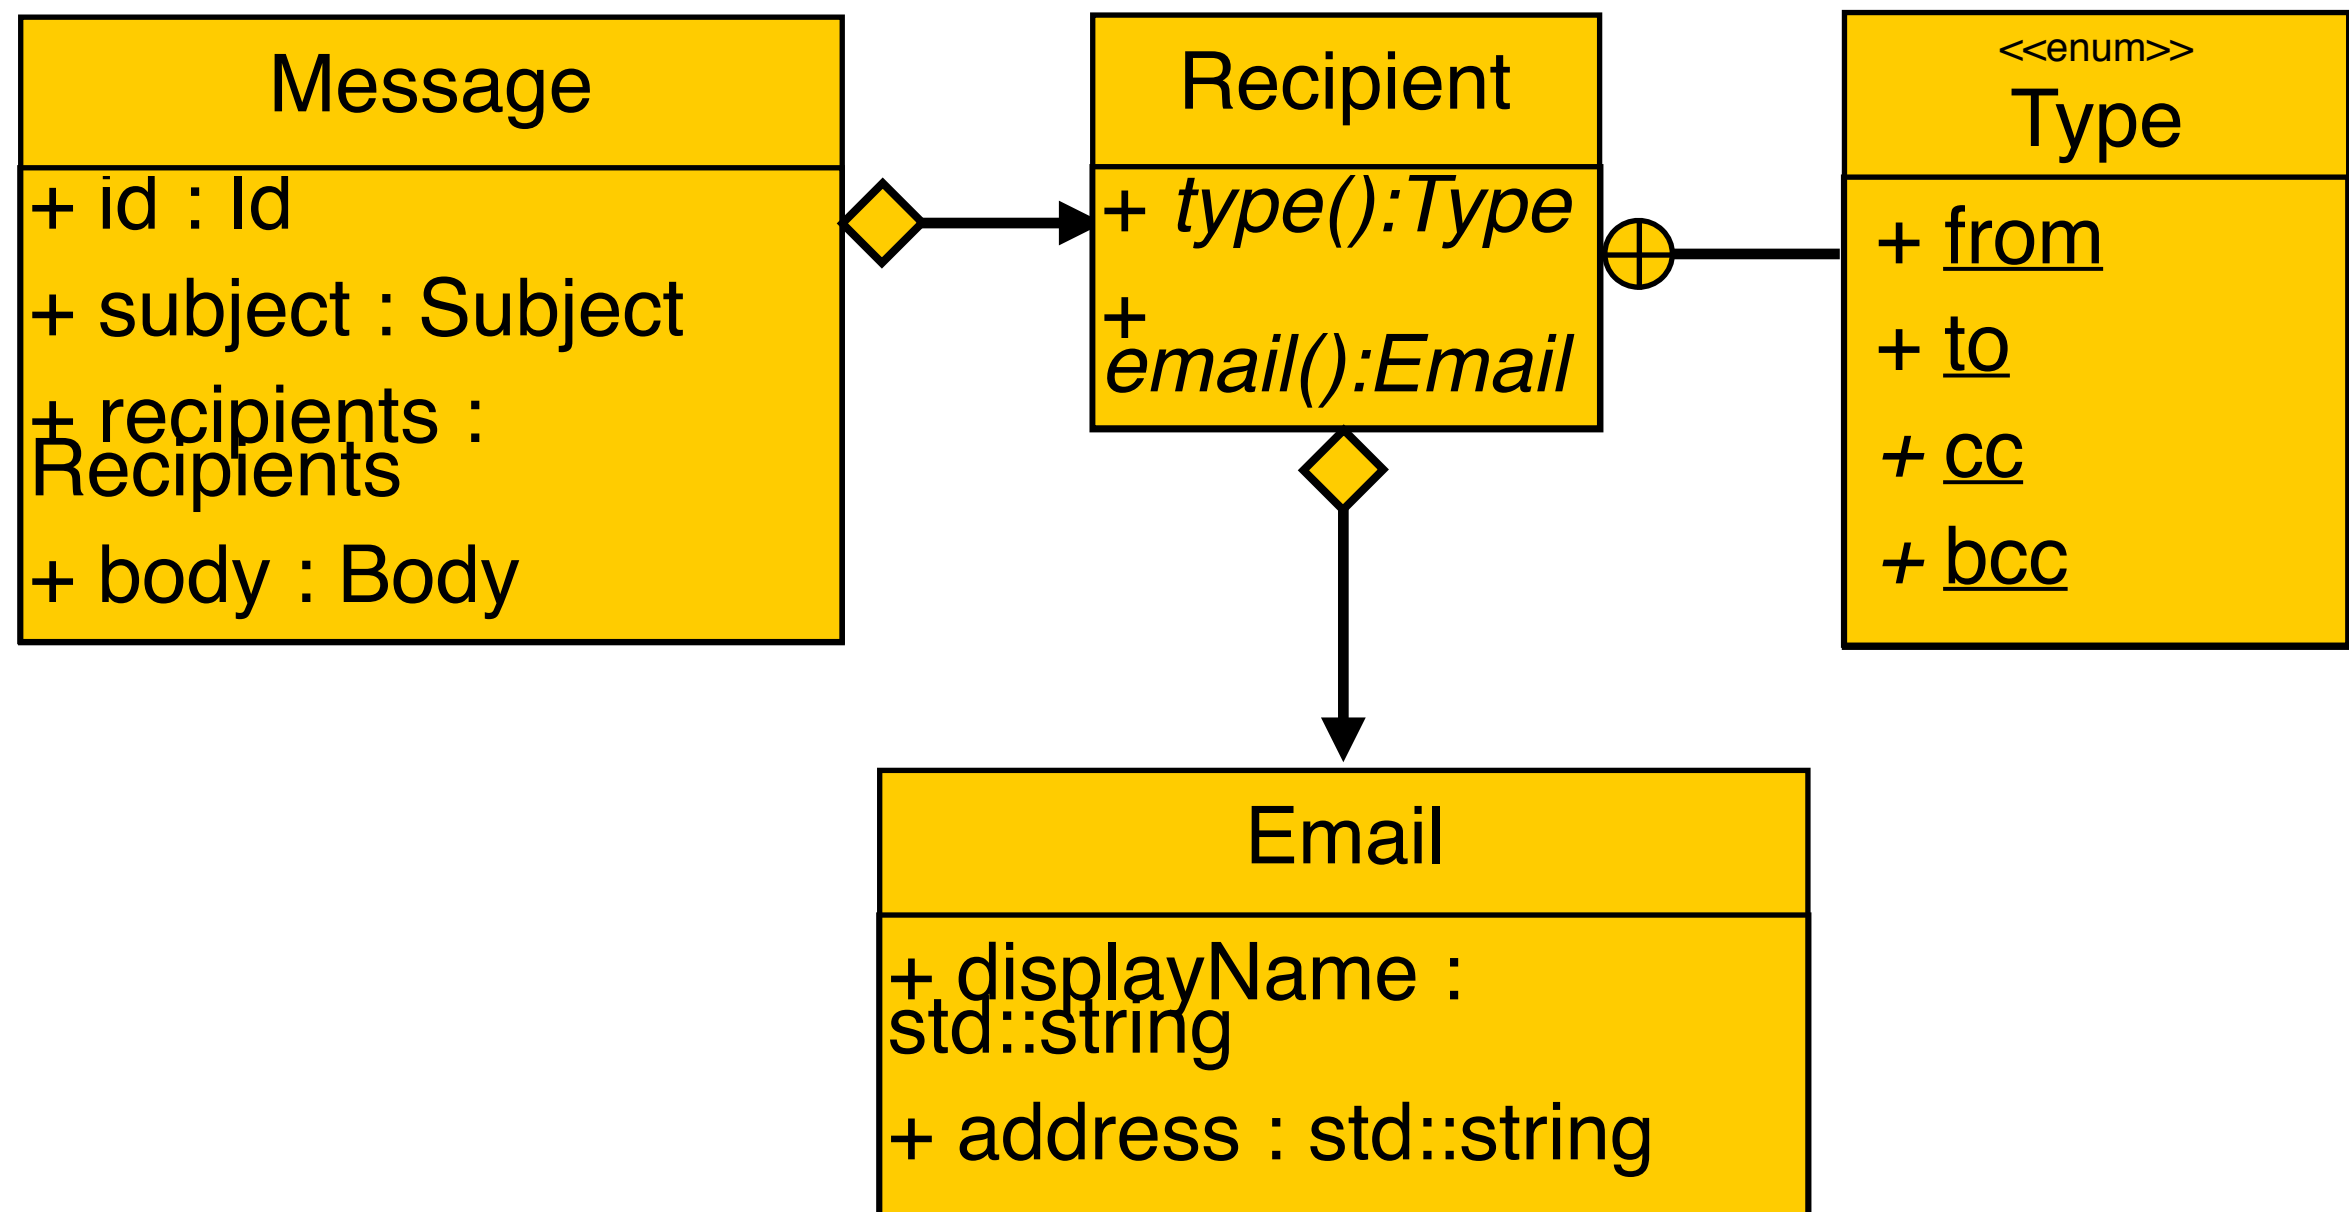 Message
+ id : Id
+ subject : Subject
+ recipients :
Recipients
+ body : Body
Recipient
+ type():Type
+
email():Email
<<enum>>
Type
+ from
+ to
+ cc
+ bcc
Email
+ displayName :
std::string
+ address : std::string